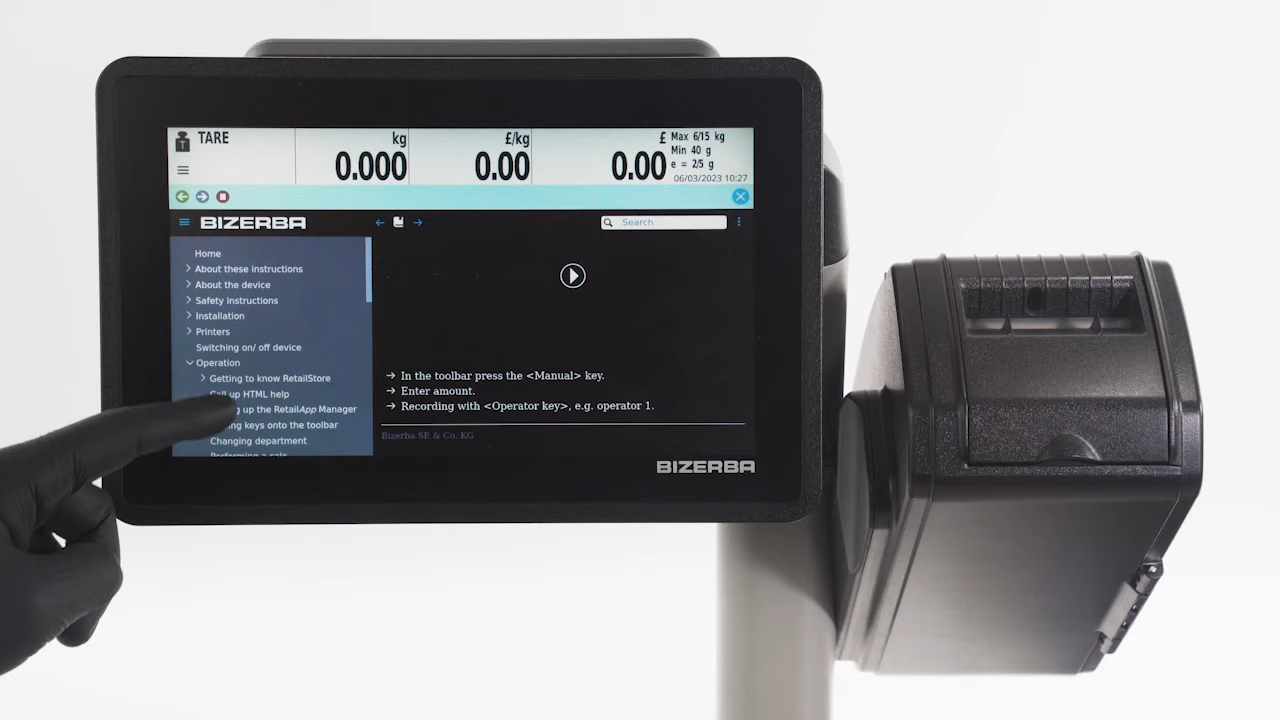 TARE
kg
£/kg
£
0.000
0.00
0.00
Max 6/15 kg
Min 40 g
e = 2/5 g
06/03/2023 10:27
BIZERBA
Search
Home
About these instructions
About the device
Safety instructions
Installation
Printers
Switching on/ off device
Operation
Getting to know RetailStore
Call up HTML help
up the RetailApp Manager
keys onto the toolbar
Changing department
Performing a sale
→ In the toolbar press the <Manual> key.
→ Enter amount.
→ Recording with <Operator key>, e.g. operator 1.
Bizerba SE & Co. KG
BIZERBA